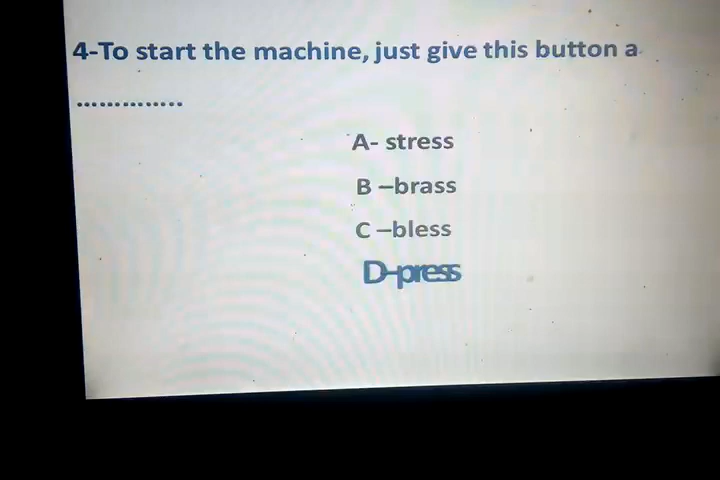 4-To start the machine, just give this button a
..............
A- stress
B –brass
C –bless
D-press